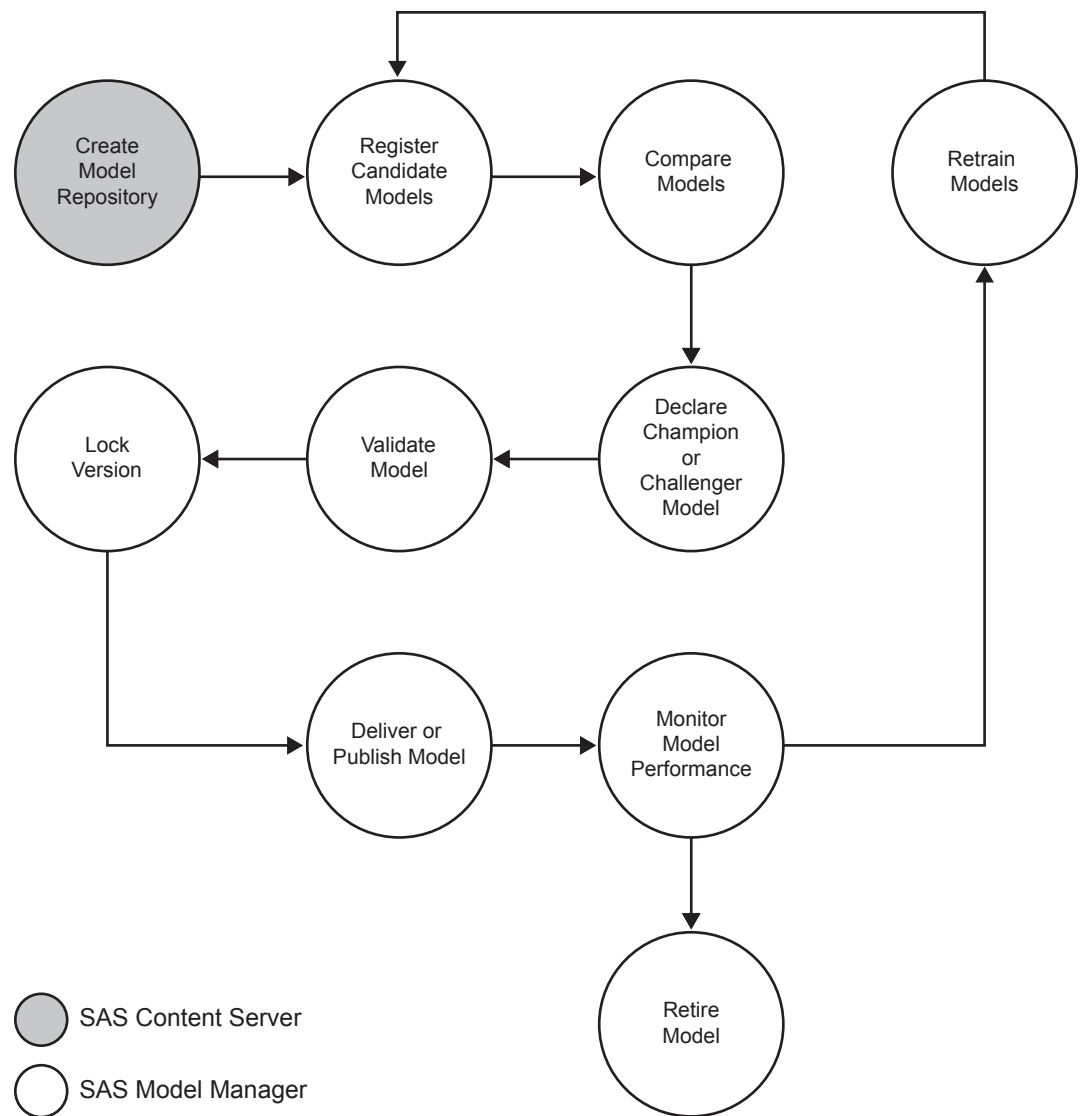 Create
Model
Repository
Register
Candidate
Models
Compare
Models
Retrain
Models
Lock
Version
Validate
Model
Declare
Champion
or
Challenger
Model
Deliver or
Publish Model
Monitor
Model
Performance
Retire
Model
SAS Content Server
SAS Model Manager